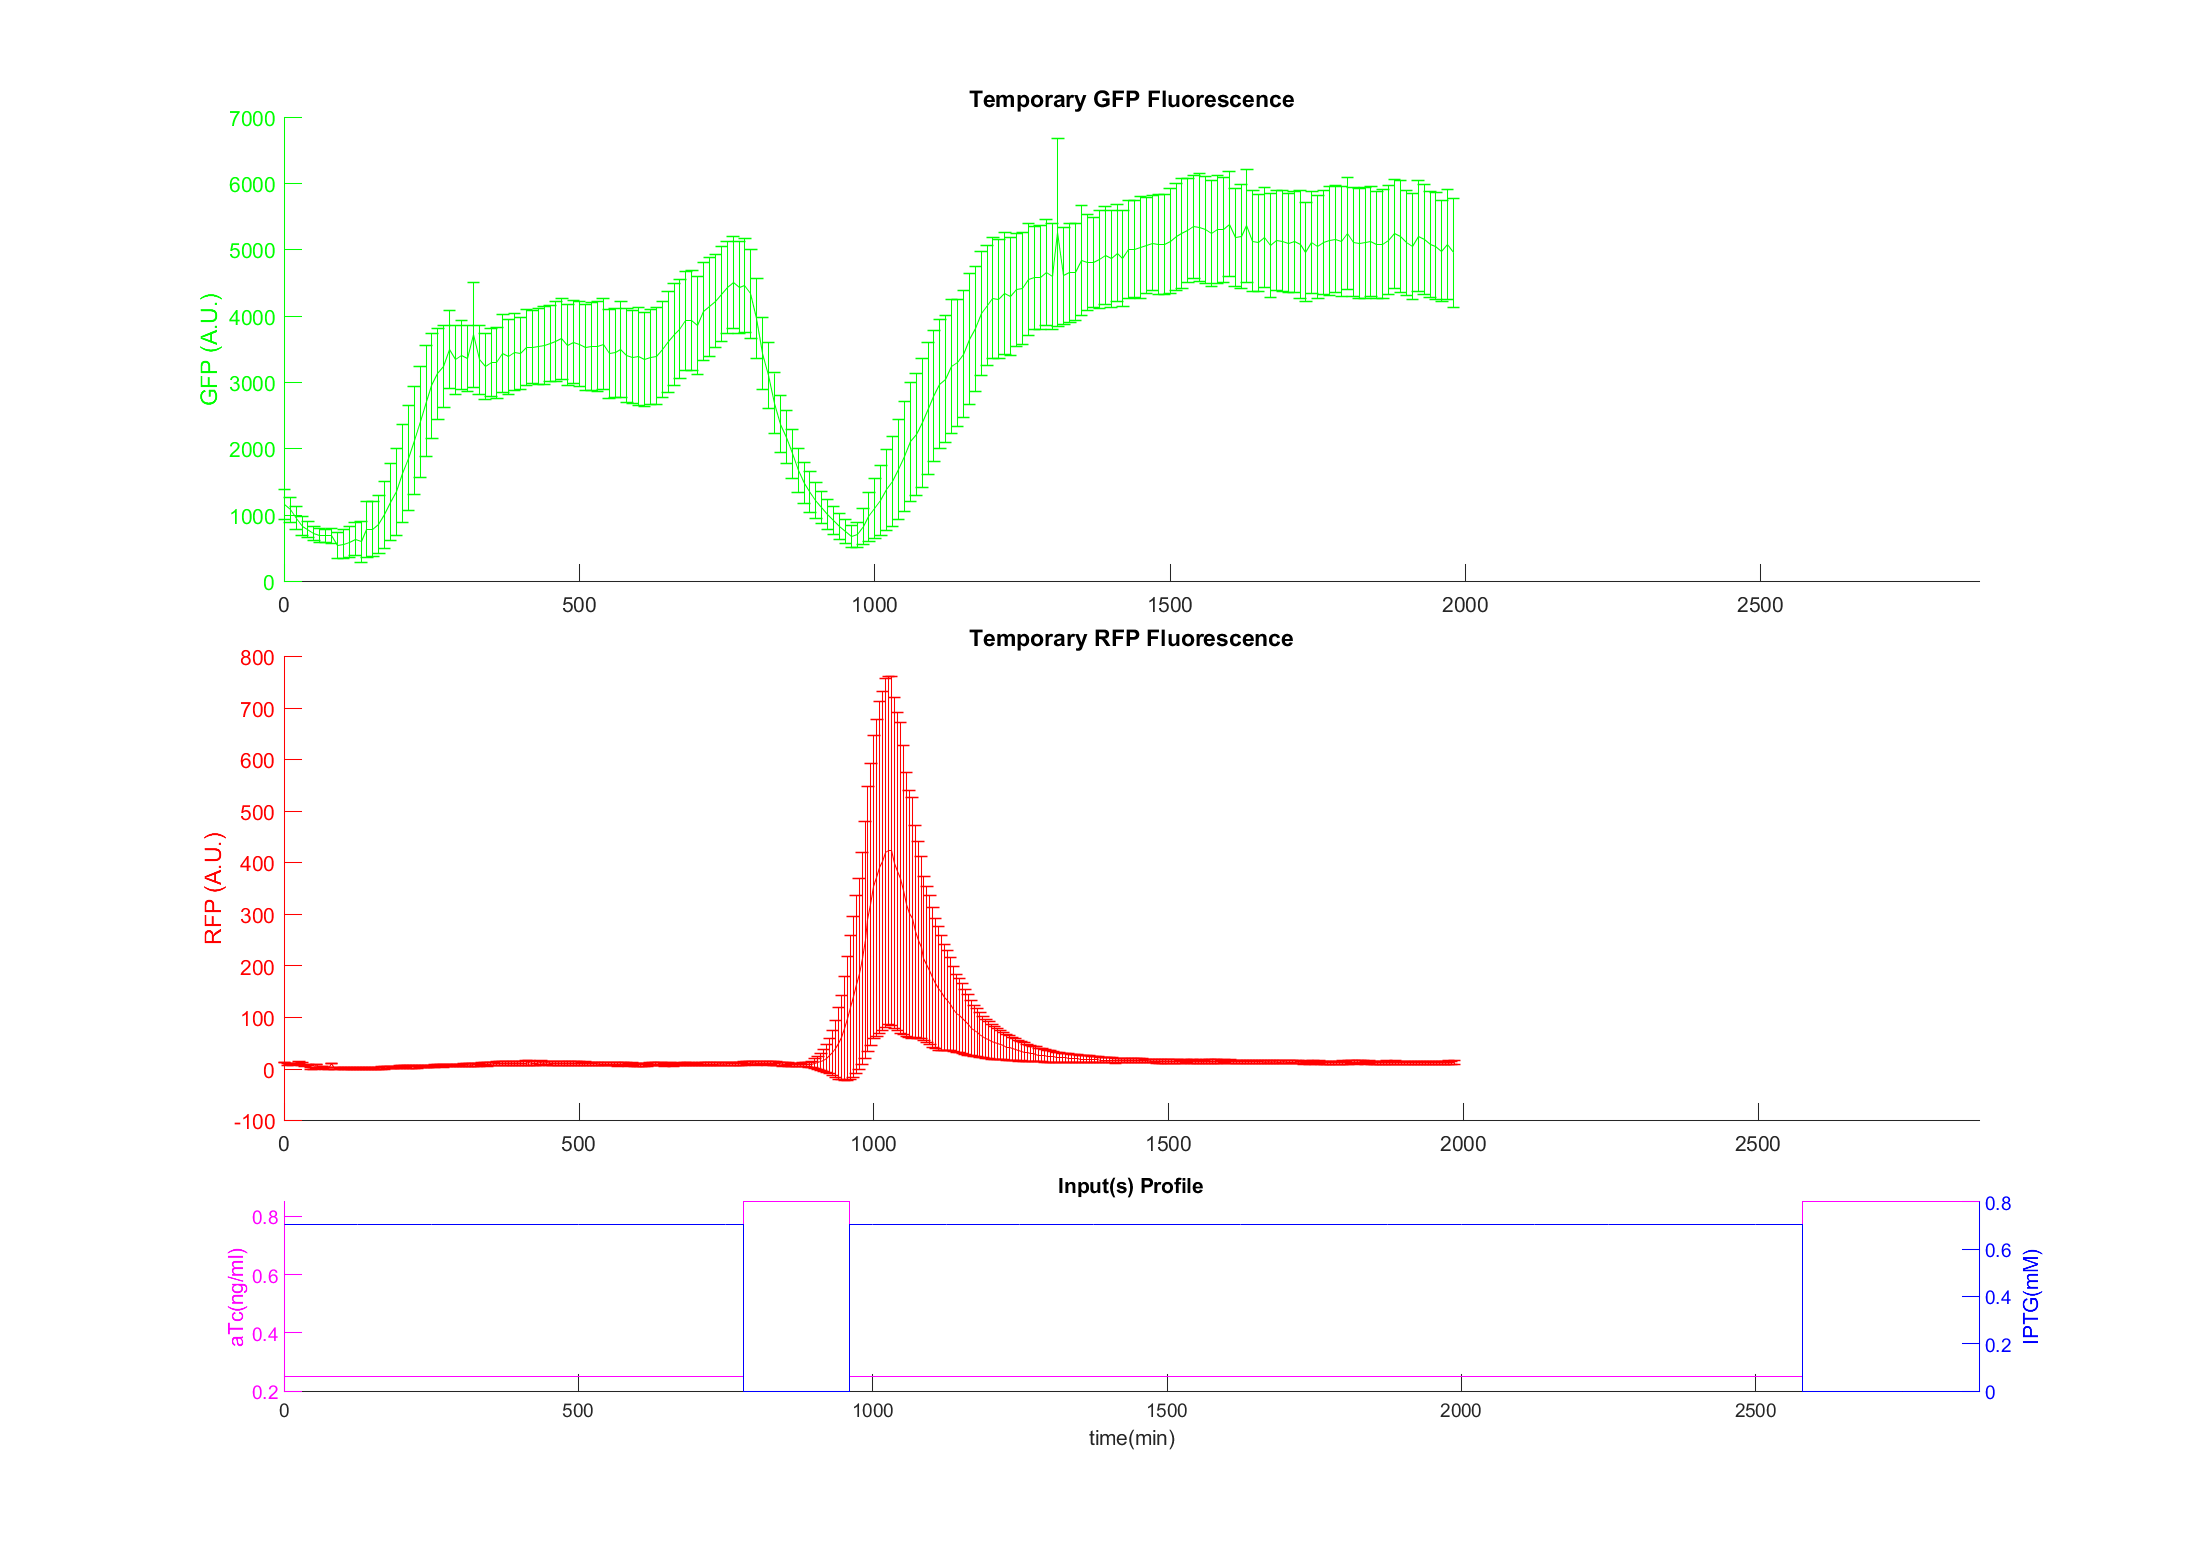 Temporary GFP Fluorescence
7000
6000
5000
4000
3000
2000
1000
0
GFP (A.U.)
0 500 1000 1500 2000 2500
Temporary RFP Fluorescence
800
700
600
500
400
300
200
100
0
-100
RFP (A.U.)
0 500 1000 1500 2000 2500
Input(s) Profile
0.8
0.6
0.4
0.2
aTc(ng/ml)
0.8
0.6
0.4
0.2
0
IPTG(mM)
0 500 1000 1500 2000 2500
time(min)